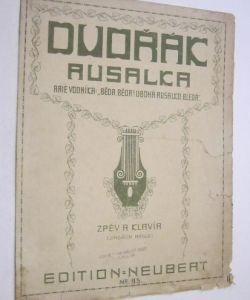 DVOŘÁK
RUSALKA
ARIE VODNÍKA: „BĚDA, BĚDA! UBOHÁ RUSALKO BLEDÁ"
ZPĚV A KLAVÍR
EDITION=NEUBERT